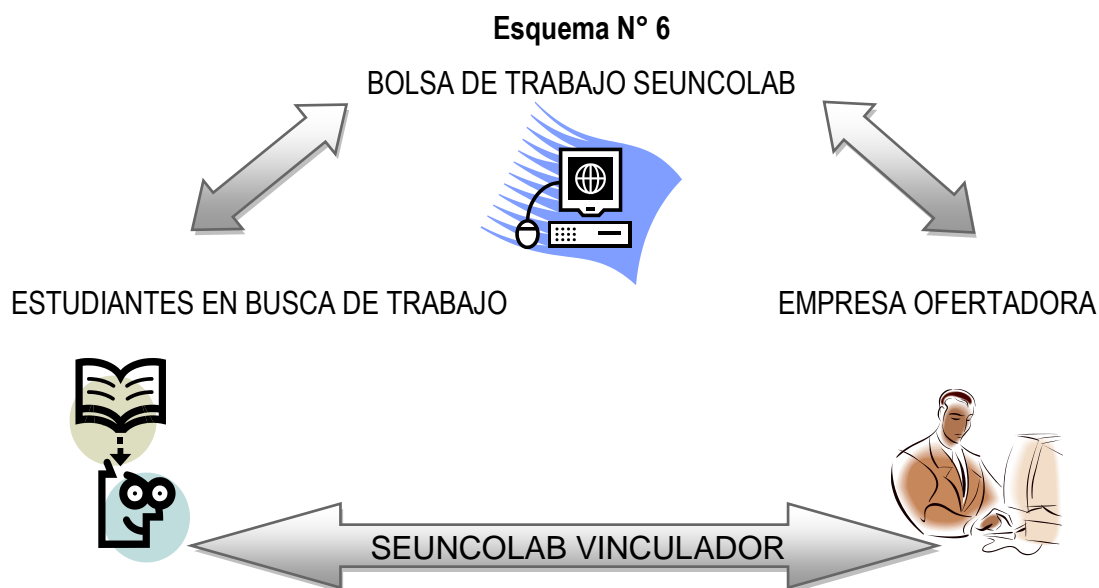 Esquema N° 6
BOLSA DE TRABAJO SEUNCOLAB
ESTUDIANTES EN BUSCA DE TRABAJO
EMPRESA OFERTADORA
SEUNCOLAB VINCULADOR